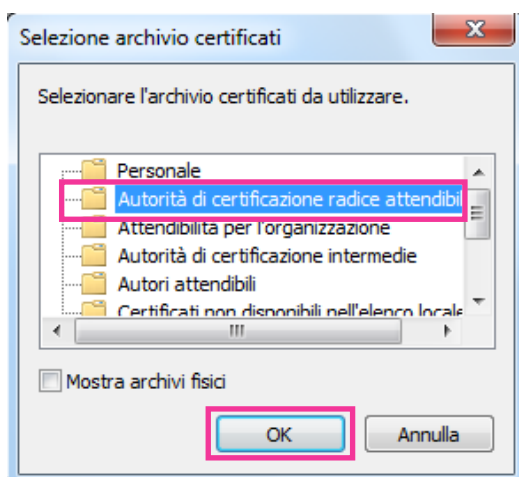 Selezione archivio certificati
Selezionare l'archivio certificati da utilizzare.
Personale
Autorità di certificazione radice attendibil
Attendibilità per l'organizzazione
Autorità di certificazione intermedie
Autori attendibili
Certificati non disponibili nell'elenco locale
Mostra archivi fisici
OK
Annulla